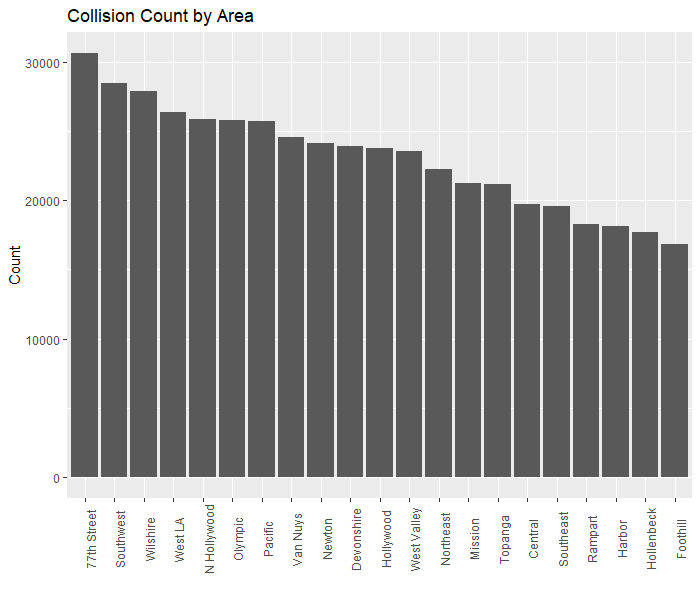 Collision Count by Area
Count
30000
20000
10000
0
77th Street
Southwest
Wilshire
West LA
N Hollywood
Olympic
Pacific
Van Nuys
Newton
Devonshire
Hollywood
West Valley
Northeast
Mission
Topanga
Central
Southeast
Rampart
Harbor
Hollenbeck
Foothill